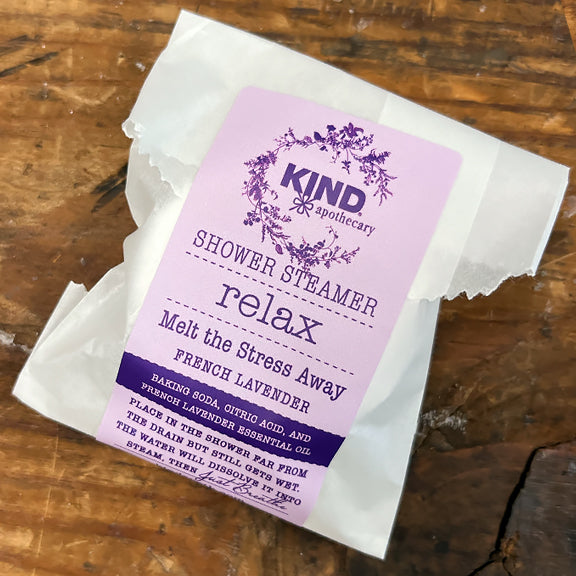 KIND®
apothecary
SHOWER STEAMER
relax
Melt the Stress Away
FRENCH LAVENDER
BAKING SODA, CITRIC ACID, AND
FRENCH LAVENDER ESSENTIAL OIL
PLACE IN THE SHOWER FAR FROM
THE DRAIN BUT STILL GETS WET.
THE WATER WILL DISSOLVE IT INTO
STEAM. THEN Just Breathe